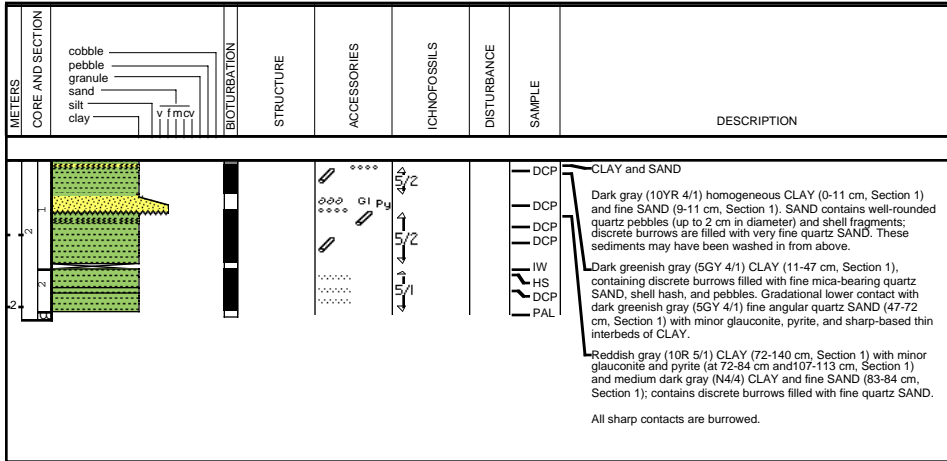 METERS
CORE AND SECTION
cobble
pebble
granule
sand
silt
clay
v f m c v
BIOTURBATION
STRUCTURE
ACCESSORIES
ICHNOFOSSILS
DISTURBANCE
SAMPLE
DESCRIPTION
2
1
2
2
5/2
Gl Py
5/2
5/1
DCP
DCP
DCP
DCP
IW
HS
DCP
PAL
CLAY and SAND
Dark gray (10YR 4/1) homogeneous CLAY (0-11 cm, Section 1)
and fine SAND (9-11 cm, Section 1). SAND contains well-rounded
quartz pebbles (up to 2 cm in diameter) and shell fragments;
discrete burrows are filled with very fine quartz SAND. These
sediments may have been washed in from above.
Dark greenish gray (5GY 4/1) CLAY (11-47 cm, Section 1),
containing discrete burrows filled with fine mica-bearing quartz
SAND, shell hash, and pebbles. Gradational lower contact with
dark greenish gray (5GY 4/1) fine angular quartz SAND (47-72
cm, Section 1) with minor glauconite, pyrite, and sharp-based thin
interbeds of CLAY.
Reddish gray (10R 5/1) CLAY (72-140 cm, Section 1) with minor
glauconite and pyrite (at 72-84 cm and107-113 cm, Section 1)
and medium dark gray (N4/4) CLAY and fine SAND (83-84 cm,
Section 1); contains discrete burrows filled with fine quartz SAND.
All sharp contacts are burrowed.